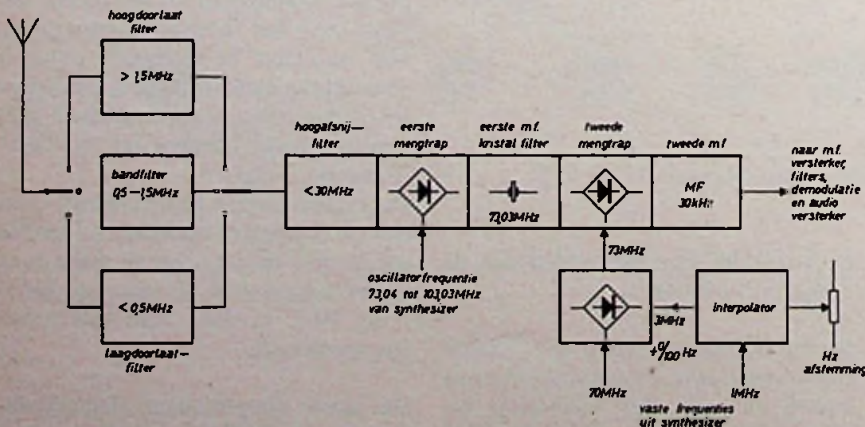 hoogdoorlaat
filter
> 1,5MHz
bandfilter
0,5 – 1,5MHz
< 0,5MHz
laagdoorlaat–
filter
hoogafsnij—
filter
< 30MHz
eerste
mengtrap
eerste m.f.
kristal filter
73,03MHz
tweede
mengtrap
tweede m.f.
MF
30kHz
naar m.f.
versterker,
filters,
demodulatie
en audio
versterker
oscillatorfrequentie
73,04 tot 103,03MHz
van synthesizer
73MHz
3MHz
+0/100 Hz
interpolator
Hz
afstemming
70MHz
1MHz
vaste frequenties
uit synthesizer